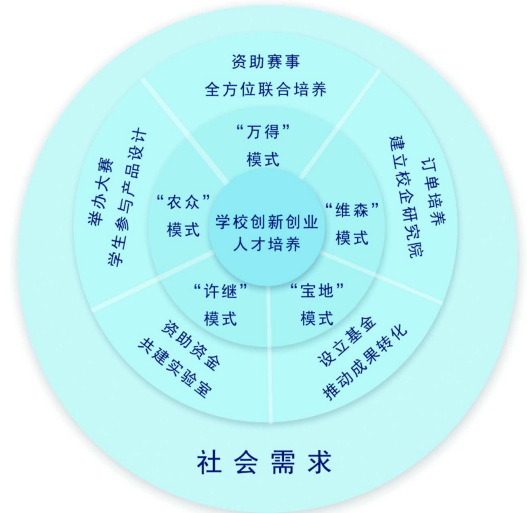 资助赛事
全方位联合培养
“万得”
模式
举办大赛
学生参与产品设计
“农众”
模式
学校创新创业
人才培养
“维森”
模式
订单培养
建立校企研究院
“许继”
模式
“宝地”
模式
资助资金
共建实验室
设立基金
推动成果转化
社会需求